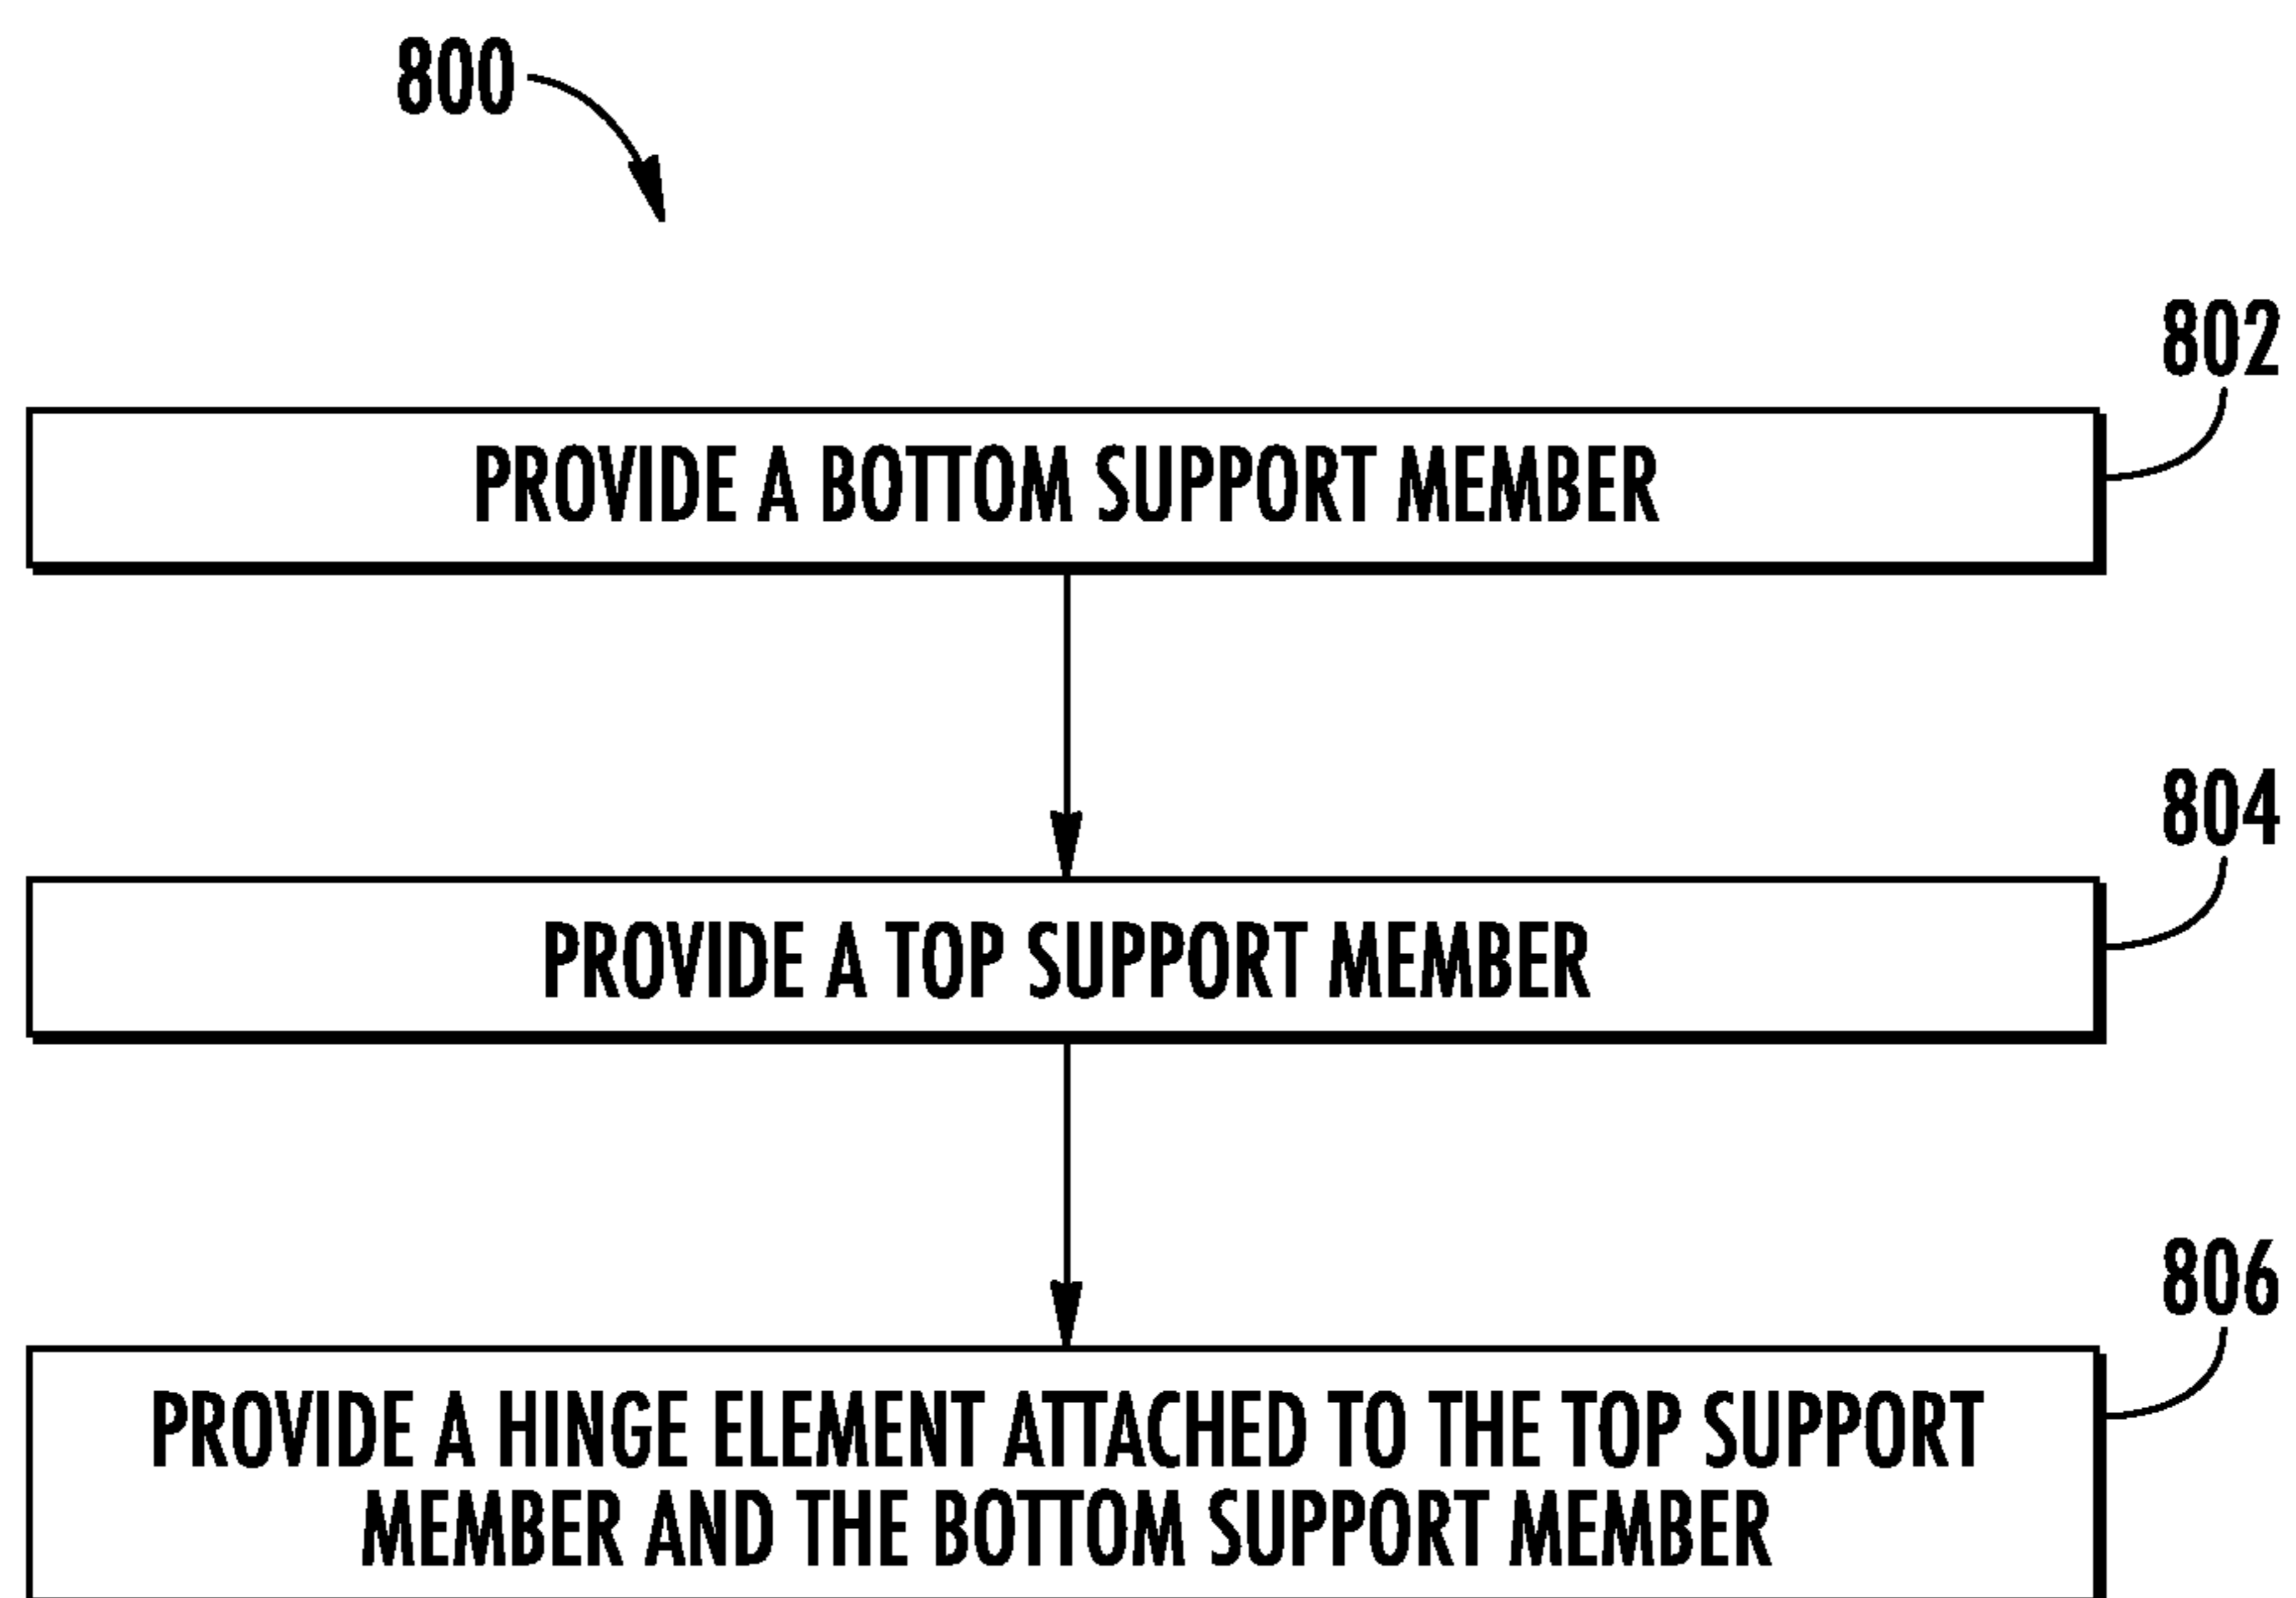 800
802
PROVIDE A BOTTOM SUPPORT MEMBER
804
PROVIDE A TOP SUPPORT MEMBER
806
PROVIDE A HINGE ELEMENT ATTACHED TO THE TOP SUPPORT
MEMBER AND THE BOTTOM SUPPORT MEMBER